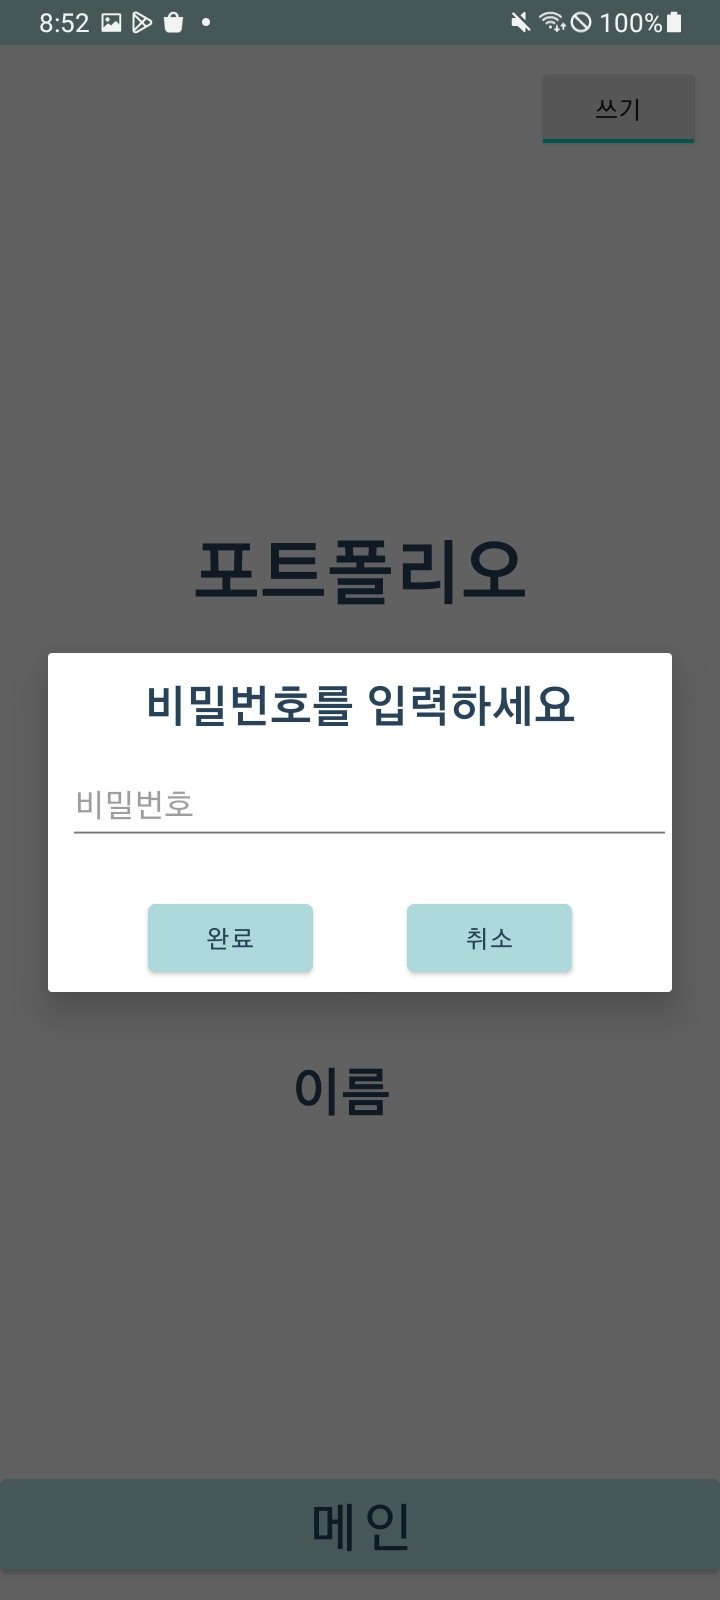 8:52 100%
쓰기
포트폴리오
비밀번호를 입력하세요
비밀번호
완료 취소
이름
메인